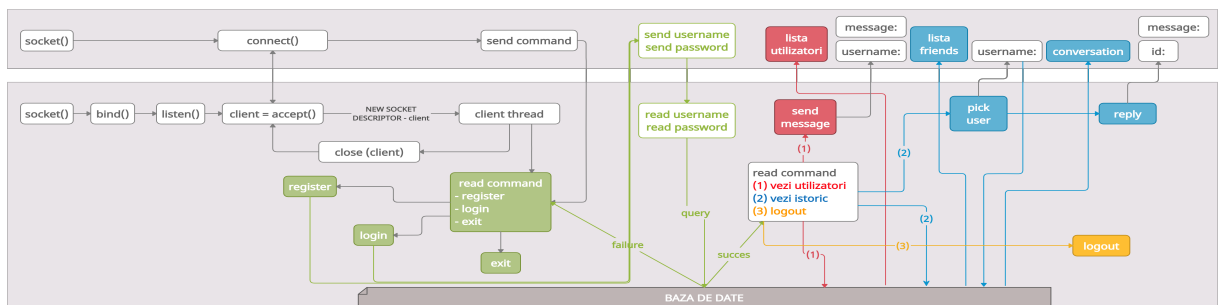 socket()
connect()
send command
send username
send password
lista
utilizatori
message:
username:
lista
friends
username:
conversation
message:
id:
socket()
bind()
listen()
client = accept()
NEW SOCKET
DESCRIPTOR - client
client thread
close (client)
read username
read password
send
message
pick
user
reply
(1)
(2)
register
read command
- register
- login
- exit
read command
(1) vezi utilizatori
(2) vezi istoric
(3) logout
query
login
failure
succes
(2)
exit
(1)
(3)
logout
BAZA DE DATE